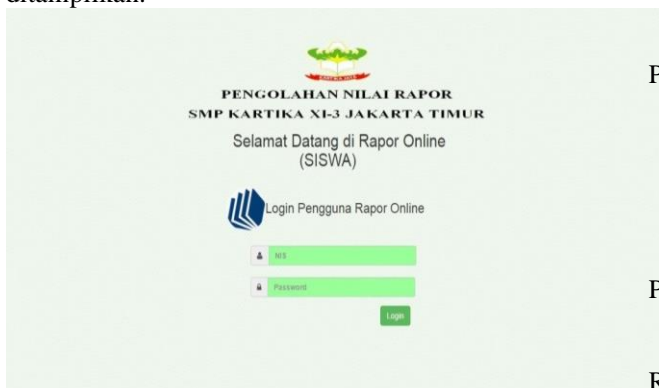 ditampilkan.
PENGOLAHAN NILAI RAPOR
SMP KARTIKA XI-3 JAKARTA TIMUR
Selamat Datang di Rapor Online
(SISWA)
Login Pengguna Rapor Online
NIS
Password
Login
P
P
R